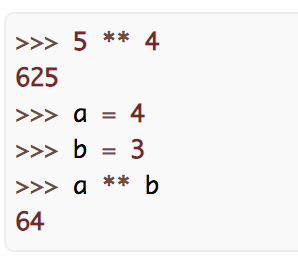 >>> 5 ** 4
625
>>> a = 4
>>> b = 3
>>> a ** b
64